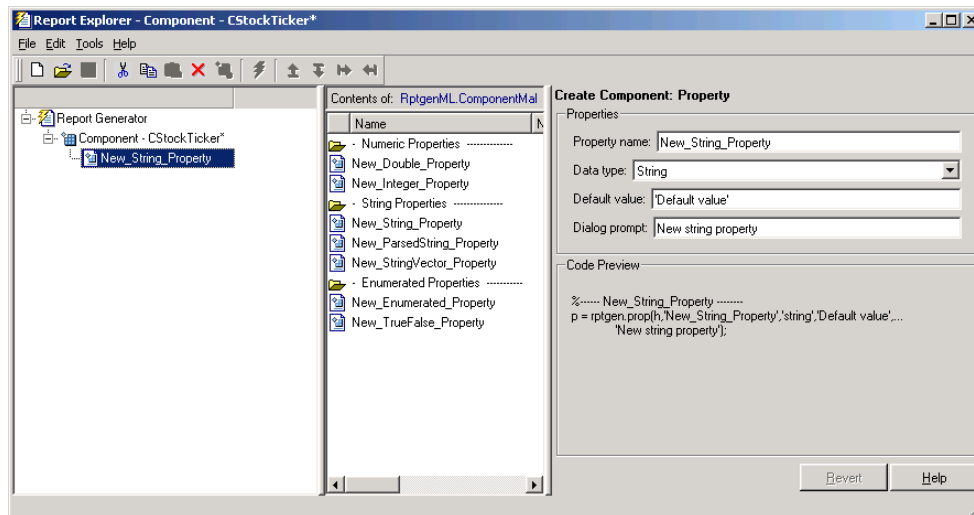 Report Explorer - Component - CStockTicker*
File Edit Tools Help
Report Generator
Component - CStockTicker*
New_String_Property
Contents of: RptgenML.ComponentMal
Name
- Numeric Properties -------------
New_Double_Property
New_Integer_Property
- String Properties --------------
New_String_Property
New_ParsedString_Property
New_StringVector_Property
- Enumerated Properties -----------
New_Enumerated_Property
New_TrueFalse_Property
Create Component: Property
Properties
Property name: New_String_Property
Data type: String
Default value: 'Default value'
Dialog prompt: New string property
Code Preview
%------ New_String_Property --------
p = rptgen.prop(h,'New_String_Property','string','Default value',...
'New string property');
Revert Help